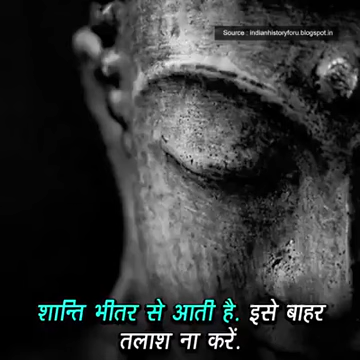 Source : indianhistoryforu.blogspot.in
शान्ति भीतर से आती है. इसे बाहर
तलाश ना करें.